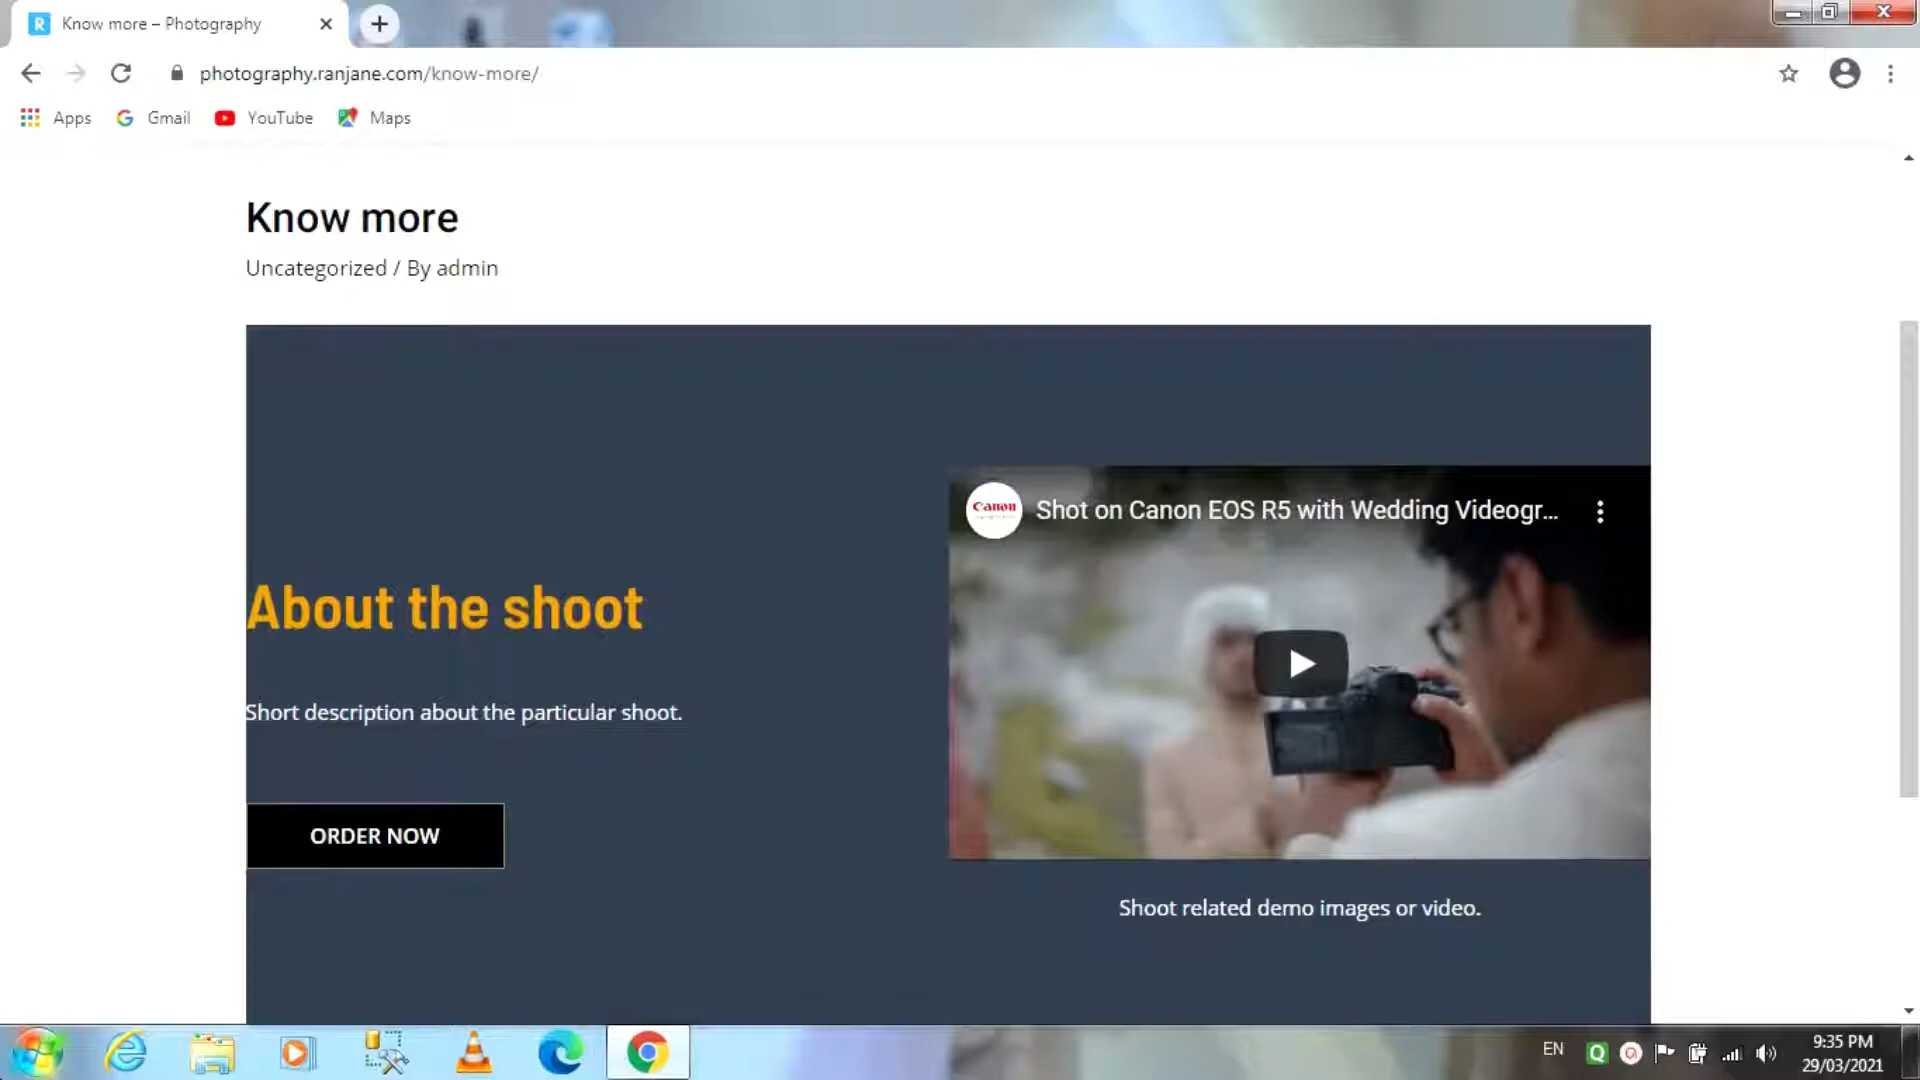 Know more – Photography
photography.ranjane.com/know-more/
Apps Gmail YouTube Maps
Know more
Uncategorized / By admin
Canon
Shot on Canon EOS R5 with Wedding Videogr...
About the shoot
Short description about the particular shoot.
ORDER NOW
Shoot related demo images or video.
EN
9:35 PM
29/03/2021